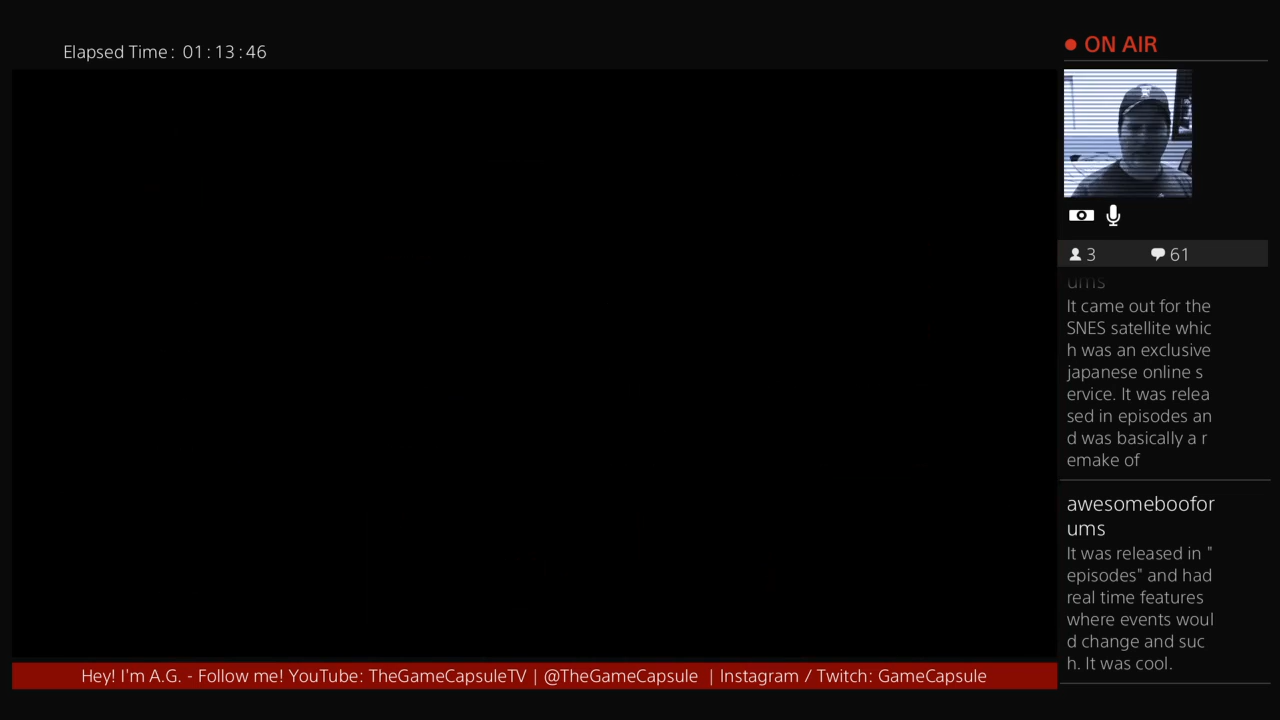 Elapsed Time: 01:13:46
ON AIR
3 61
ums
It came out for the
SNES satellite whic
h was an exclusive
japanese online s
ervice. It was relea
sed in episodes an
d was basically a r
emake of
awesomeboofor
ums
It was released in "
episodes" and had
real time features
where events woul
d change and suc
h. It was cool.
Hey! I'm A.G. - Follow me! YouTube: TheGameCapsuleTV | @TheGameCapsule | Instagram / Twitch: GameCapsule